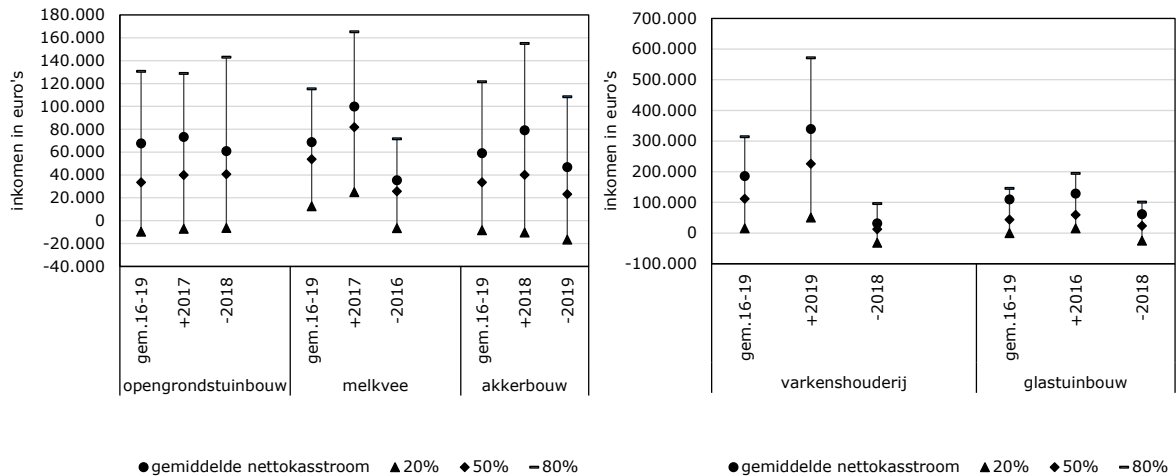 180.000
160.000
140.000
120.000
100.000
80.000
60.000
40.000
20.000
0
-20.000
-40.000
inkomen in euro's
gem.16-19
+2017
-2018
gem.16-19
+2017
-2016
gem.16-19
+2018
-2019
opengrondstuinbouw
melkvee
akkerbouw
700.000
600.000
500.000
400.000
300.000
200.000
100.000
0
-100.000
inkomen in euro's
gem.16-19
+2019
-2018
gem.16-19
+2016
-2018
varkenshouderij
glastuinbouw
gemiddelde nettokasstroom 20% 50% 80%
gemiddelde nettokasstroom 20% 50% 80%